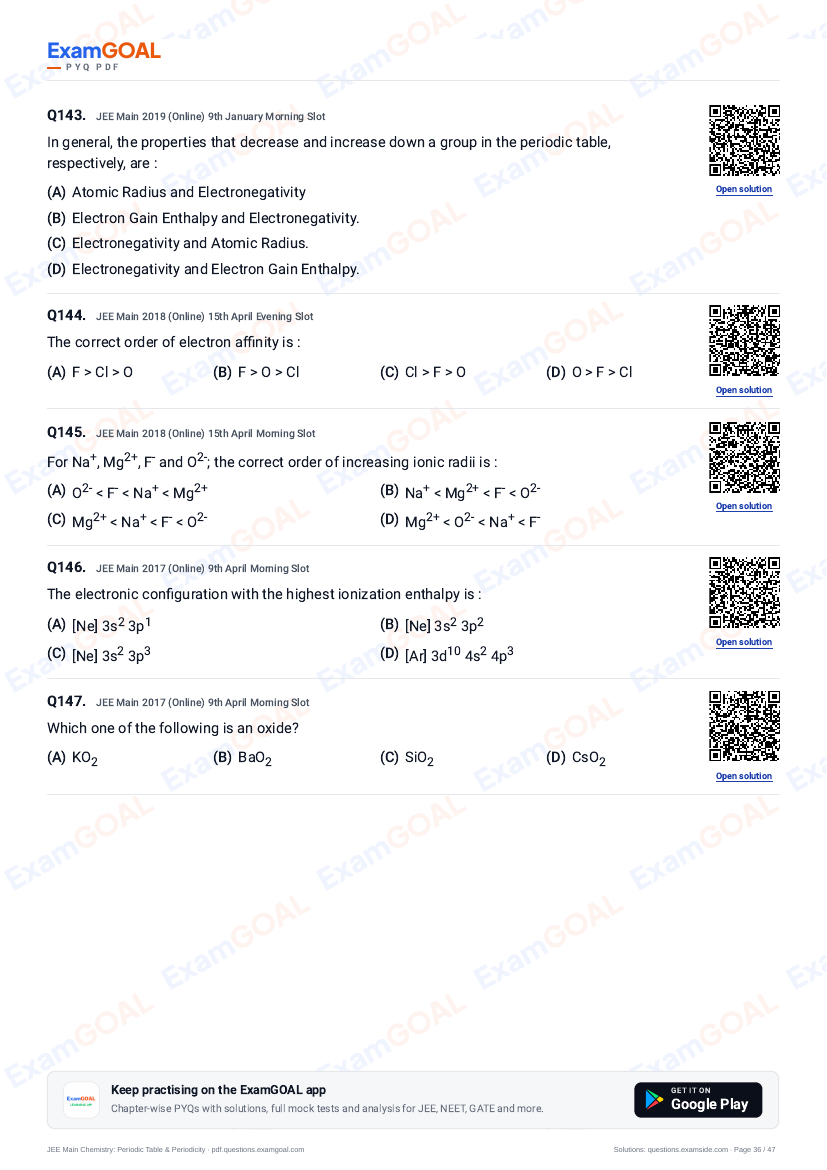 ExamGOAL
PYQ PDF
Q143. JEE Main 2019 (Online) 9th January Morning Slot
In general, the properties that decrease and increase down a group in the periodic table,
respectively, are :
(A) Atomic Radius and Electronegativity
(B) Electron Gain Enthalpy and Electronegativity.
(C) Electronegativity and Atomic Radius.
(D) Electronegativity and Electron Gain Enthalpy.
Open solution
Q144. JEE Main 2018 (Online) 15th April Evening Slot
The correct order of electron affinity is :
(A) F > Cl > O (B) F > O > Cl (C) Cl > F > O (D) O > F > Cl
Open solution
Q145. JEE Main 2018 (Online) 15th April Morning Slot
For Na⁺, Mg²⁺, F⁻ and O²⁻; the correct order of increasing ionic radii is :
(A) O²⁻ < F⁻ < Na⁺ < Mg²⁺ (B) Na⁺ < Mg²⁺ < F⁻ < O²⁻
(C) Mg²⁺ < Na⁺ < F⁻ < O²⁻ (D) Mg²⁺ < O²⁻ < Na⁺ < F⁻
Open solution
Q146. JEE Main 2017 (Online) 9th April Morning Slot
The electronic configuration with the highest ionization enthalpy is :
(A) [Ne] 3s² 3p¹ (B) [Ne] 3s² 3p²
(C) [Ne] 3s² 3p³ (D) [Ar] 3d¹⁰ 4s² 4p³
Open solution
Q147. JEE Main 2017 (Online) 9th April Morning Slot
Which one of the following is an oxide?
(A) KO₂ (B) BaO₂ (C) SiO₂ (D) CsO₂
Open solution
ExamGOAL
Keep practising on the ExamGOAL app
Chapter-wise PYQs with solutions, full mock tests and analysis for JEE, NEET, GATE and more.
GET IT ON
Google Play
JEE Main Chemistry: Periodic Table & Periodicity · pdf.questions.examgoal.com
Solutions: questions.examside.com · Page 36 / 47